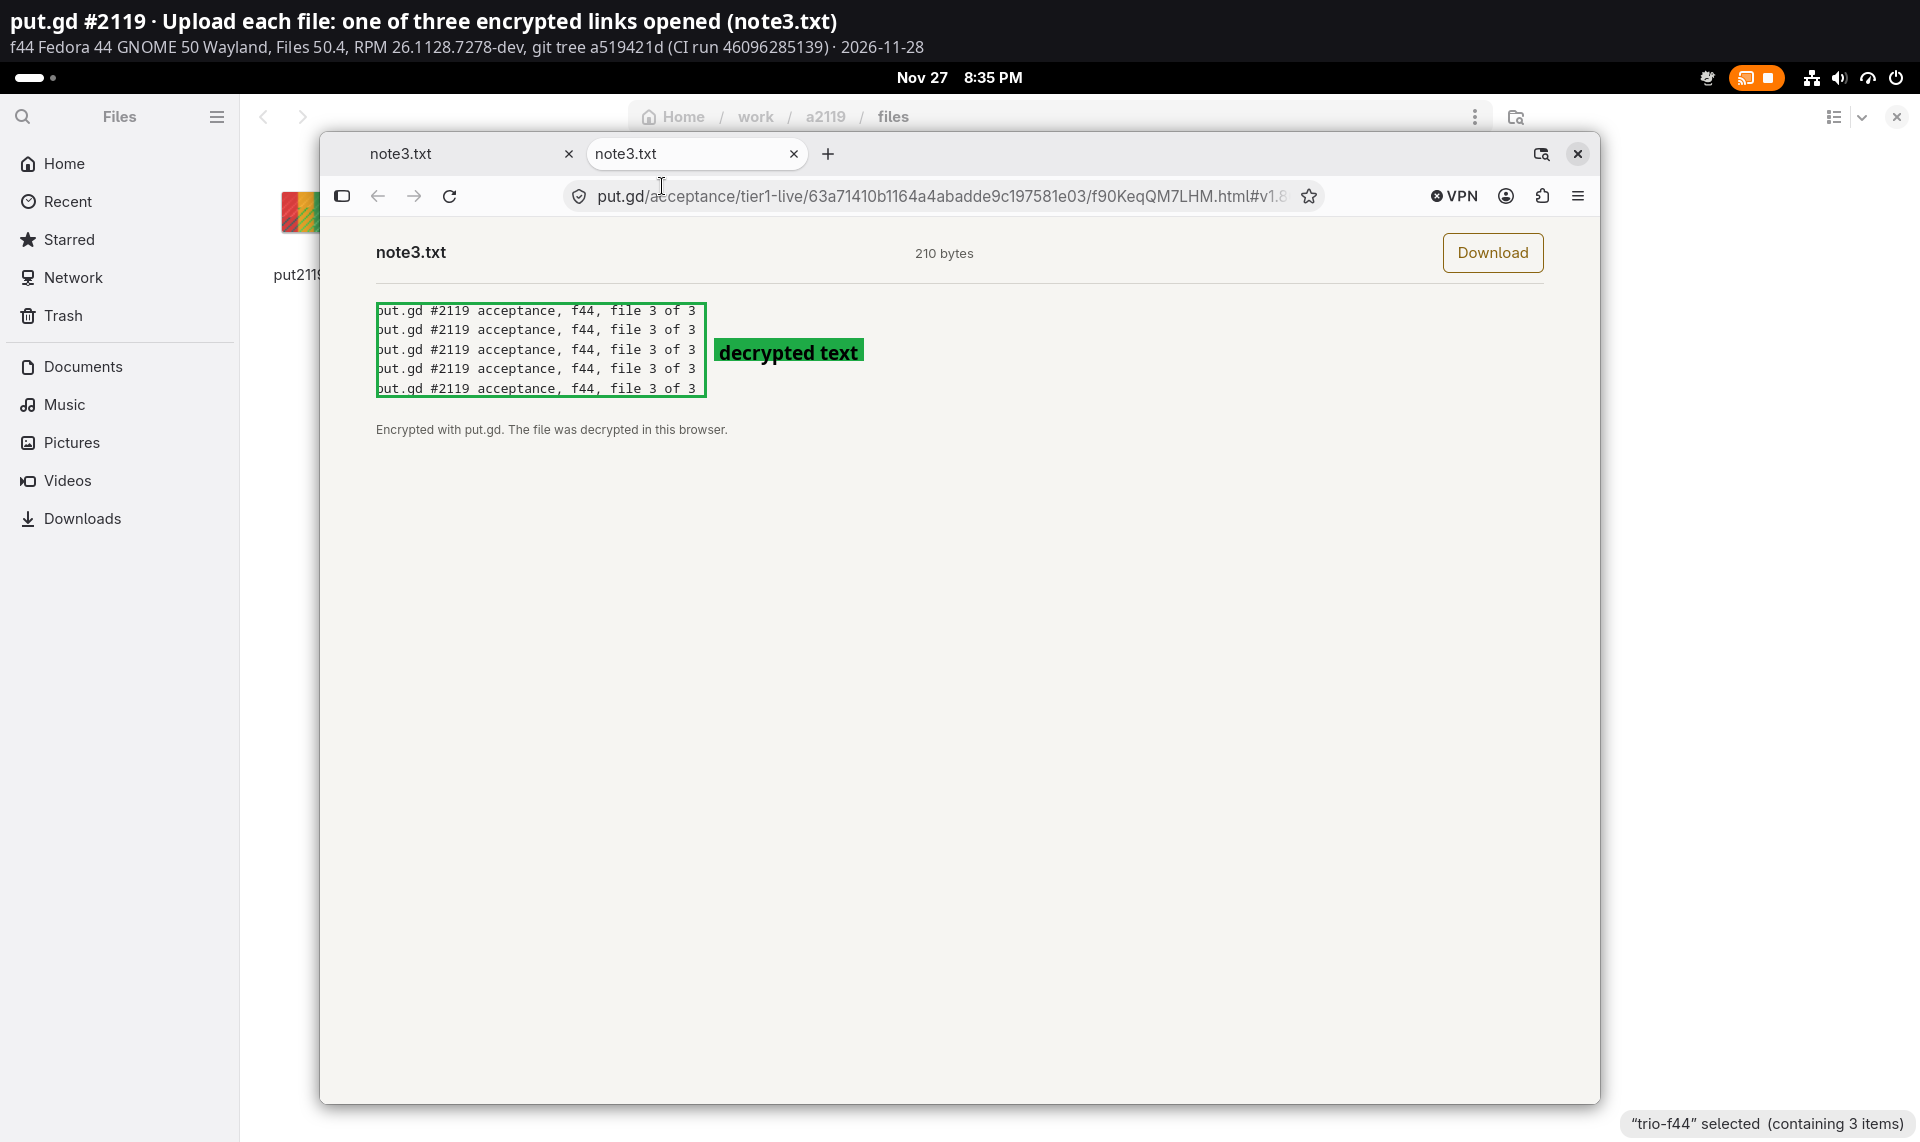 put.gd #2119 · Upload each file: one of three encrypted links opened (note3.txt)
f44 Fedora 44 GNOME 50 Wayland, Files 50.4, RPM 26.1128.7278-dev, git tree a519421d (CI run 46096285139) · 2026-11-28
Nov 27 8:35 PM
Files
Home / work / a2119 / files
Home
Recent
Starred
Network
Trash
Documents
Music
Pictures
Videos
Downloads
put2119
note3.txt
note3.txt
put.gd/acceptance/tier1-live/63a71410b1164a4abadde9c197581e03/f90KeqQM7LHM.html#v1.8
VPN
note3.txt
210 bytes
Download
put.gd #2119 acceptance, f44, file 3 of 3
put.gd #2119 acceptance, f44, file 3 of 3
put.gd #2119 acceptance, f44, file 3 of 3
put.gd #2119 acceptance, f44, file 3 of 3
put.gd #2119 acceptance, f44, file 3 of 3
decrypted text
Encrypted with put.gd. The file was decrypted in this browser.
“trio-f44” selected (containing 3 items)